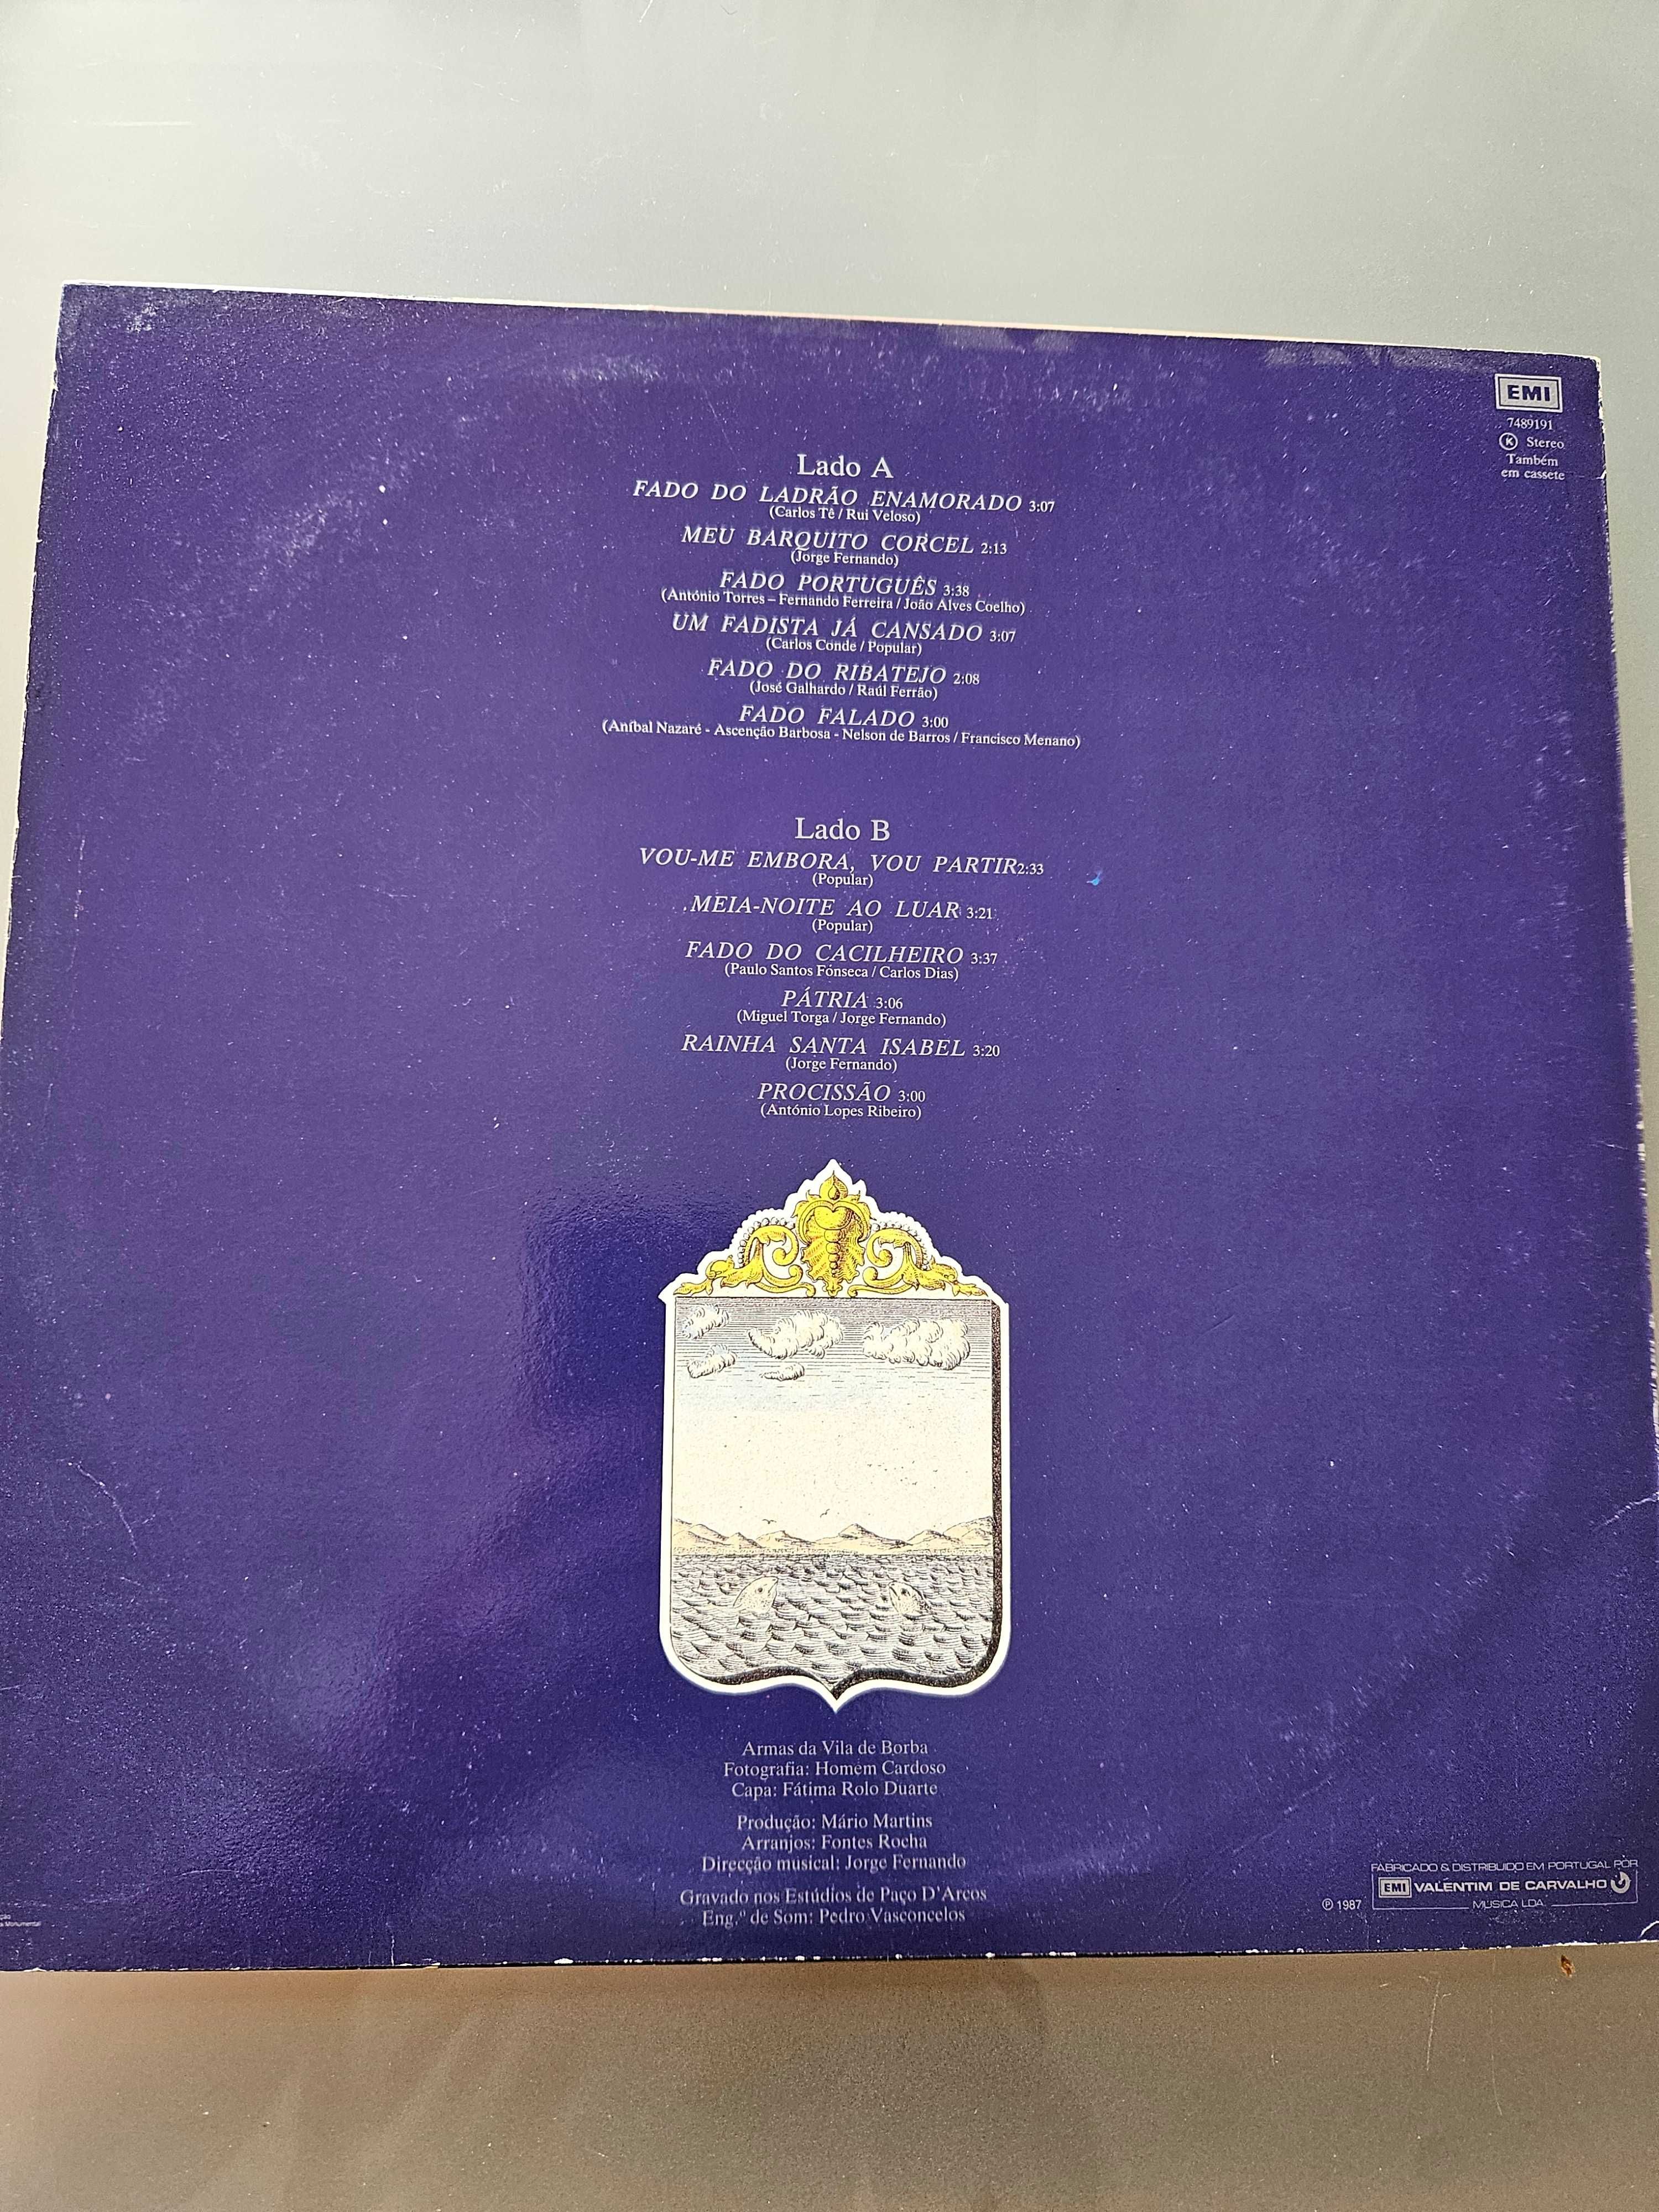 EMI
7489191
K Stereo
Também
em cassete
Lado A
FADO DO LADRÃO ENAMORADO 3:07
(Carlos Tê / Rui Veloso)
MEU BARQUITO CORCEL 2:13
(Jorge Fernando)
FADO PORTUGUÊS 3:38
(António Torres – Fernando Ferreira / João Alves Coelho)
UM FADISTA JÁ CANSADO 3:07
(Carlos Conde / Popular)
FADO DO RIBATEJO 2:08
(José Galhardo / Raúl Ferrão)
FADO FALADO 3:00
(Aníbal Nazaré - Ascenção Barbosa - Nelson de Barros / Francisco Menano)
Lado B
VOU-ME EMBORA, VOU PARTIR 2:33
(Popular)
MEIA-NOITE AO LUAR 3:21
(Popular)
FADO DO CACILHEIRO 3:37
(Paulo Santos Fonseca / Carlos Dias)
PÁTRIA 3:06
(Miguel Torga / Jorge Fernando)
RAINHA SANTA ISABEL 3:20
(Jorge Fernando)
PROCISSÃO 3:00
(António Lopes Ribeiro)
Armas da Vila de Borba
Fotografia: Homem Cardoso
Capa: Fátima Rolo Duarte
Produção: Mário Martins
Arranjos: Fontes Rocha
Direcção musical: Jorge Fernando
Gravado nos Estúdios de Paço D'Arcos
Eng.º de Som: Pedro Vasconcelos
FABRICADO & DISTRIBUIDO EM PORTUGAL POR
EMI VALENTIM DE CARVALHO
℗ 1987
MÚSICA LDA.
Monumental